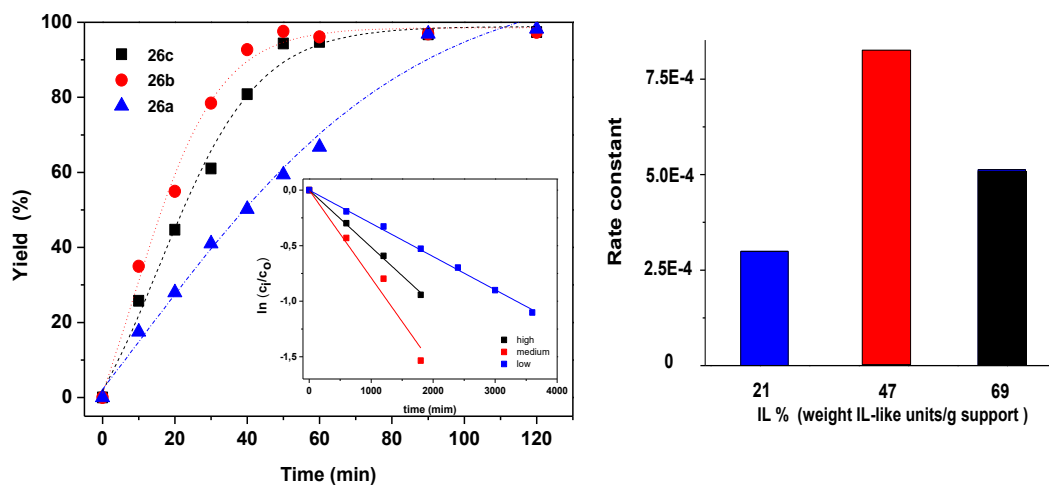 100
80
60
40
20
0
Yield (%)
26c
26b
26a
0
20
40
60
80
100
120
Time (min)
0,0
-0,5
-1,0
-1,5
ln (ci/co)
high
medium
low
0
1000
2000
3000
4000
time (mim)
7.5E-4
5.0E-4
2.5E-4
0
Rate constant
21
47
69
IL % (weight IL-like units/g support )